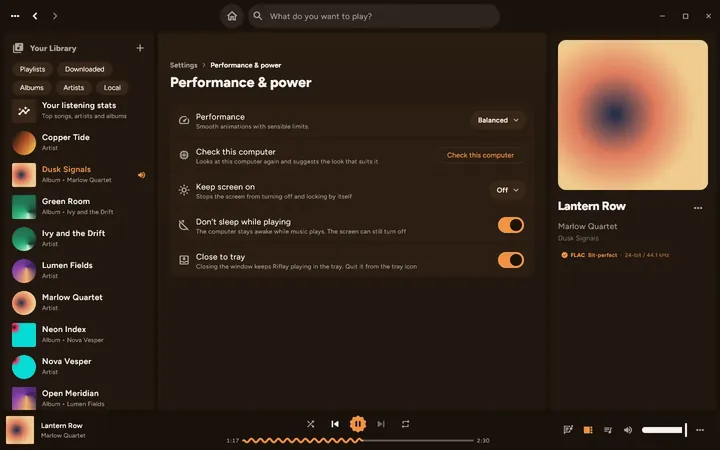 What do you want to play?
Your Library
Playlists
Downloaded
Albums
Artists
Local
Your listening stats
Top songs, artists and albums
Copper Tide
Artist
Dusk Signals
Album • Marlow Quartet
Green Room
Album • Ivy and the Drift
Ivy and the Drift
Artist
Lumen Fields
Artist
Marlow Quartet
Artist
Neon Index
Album • Nova Vesper
Nova Vesper
Artist
Open Meridian
Album • Lumen Fields
Settings > Performance & power
Performance & power
Performance
Smooth animations with sensible limits.
Balanced
Check this computer
Looks at this computer again and suggests the look that suits it
Check this computer
Keep screen on
Stops the screen from turning off and locking by itself
Off
Don't sleep while playing
The computer stays awake while music plays. The screen can still turn off
Close to tray
Closing the window keeps Riflay playing in the tray. Quit it from the tray icon
Lantern Row
Marlow Quartet
Dusk Signals
FLAC Bit-perfect · 24-bit / 44.1 kHz
Lantern Row
Marlow Quartet
1:17
2:30